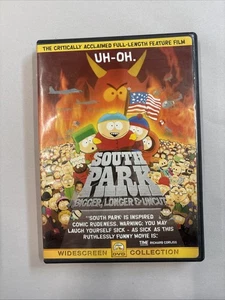 THE CRITICALLY ACCLAIMED FULL-LENGTH FEATURE FILM
UH-OH.
SOUTH
PARK
BIGGER, LONGER & UNCUT
"SOUTH PARK IS INSPIRED
COMIC RUDENESS. WARNING: YOU MAY
LAUGH YOURSELF SICK - AS SICK AS THIS
RUTHLESSLY FUNNY MOVIE IS."
TIME RICHARD CORLISS
WIDESCREEN DVD COLLECTION